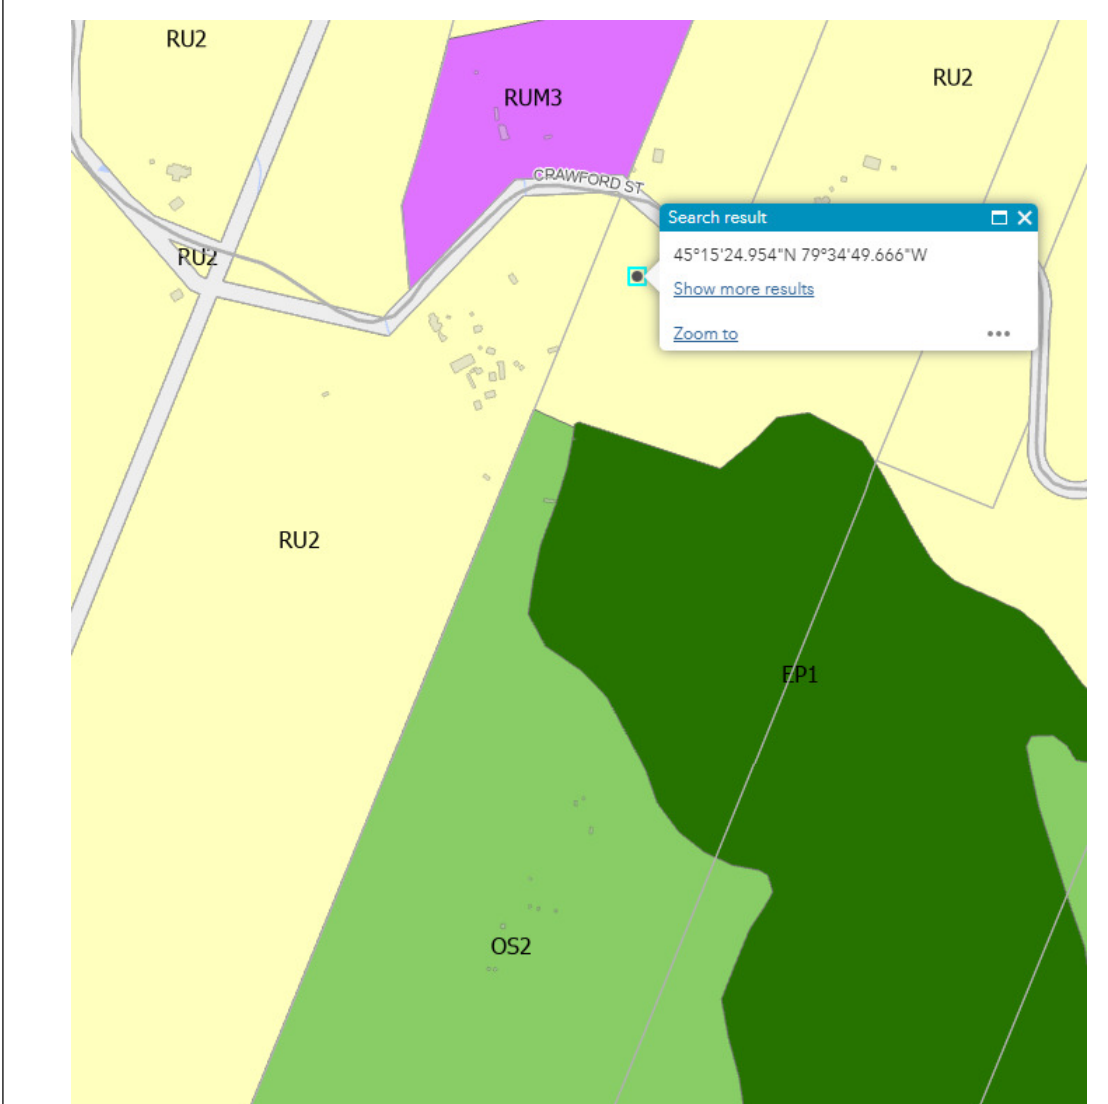 RU2
RU2
RUM3
CRAWFORD ST
Search result
45°15'24.954"N 79°34'49.666"W
Show more results
Zoom to
RU2
RU2
EP1
OS2